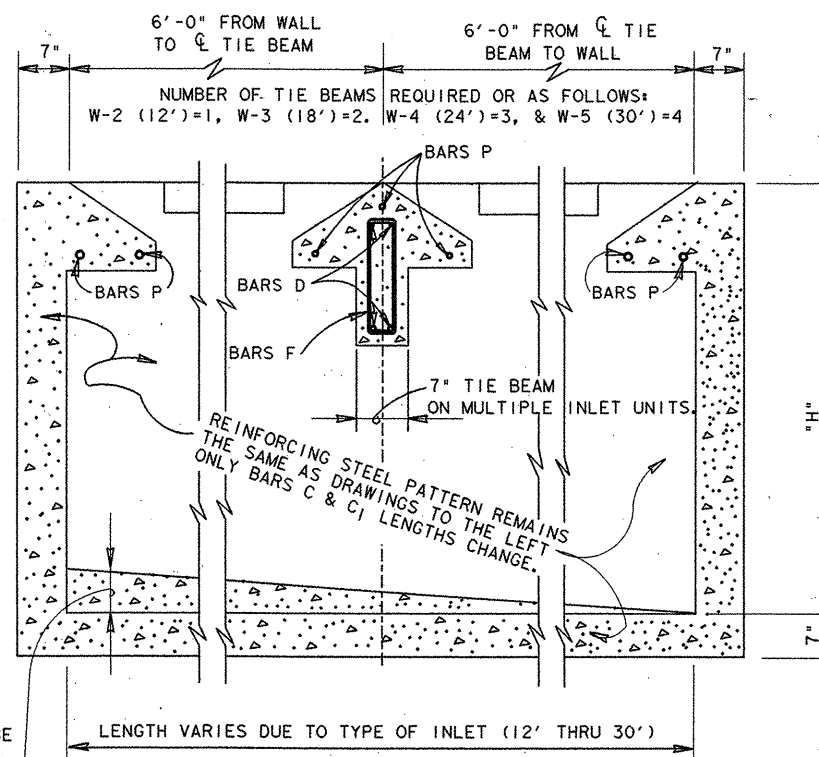 6'-0" FROM WALL
TO ℄ TIE BEAM
6'-0" FROM ℄ TIE
BEAM TO WALL
7"
7"
NUMBER OF TIE BEAMS REQUIRED OR AS FOLLOWS:
W-2 (12')=1, W-3 (18')=2. W-4 (24')=3, & W-5 (30')=4
BARS P
BARS P
BARS D
BARS P
BARS F
7" TIE BEAM
ON MULTIPLE INLET UNITS.
"H"
REINFORCING STEEL PATTERN REMAINS
THE SAME AS DRAWINGS TO THE LEFT
ONLY BARS C & C1 LENGTHS CHANGE.
7"
LENGTH VARIES DUE TO TYPE OF INLET (12' THRU 30')